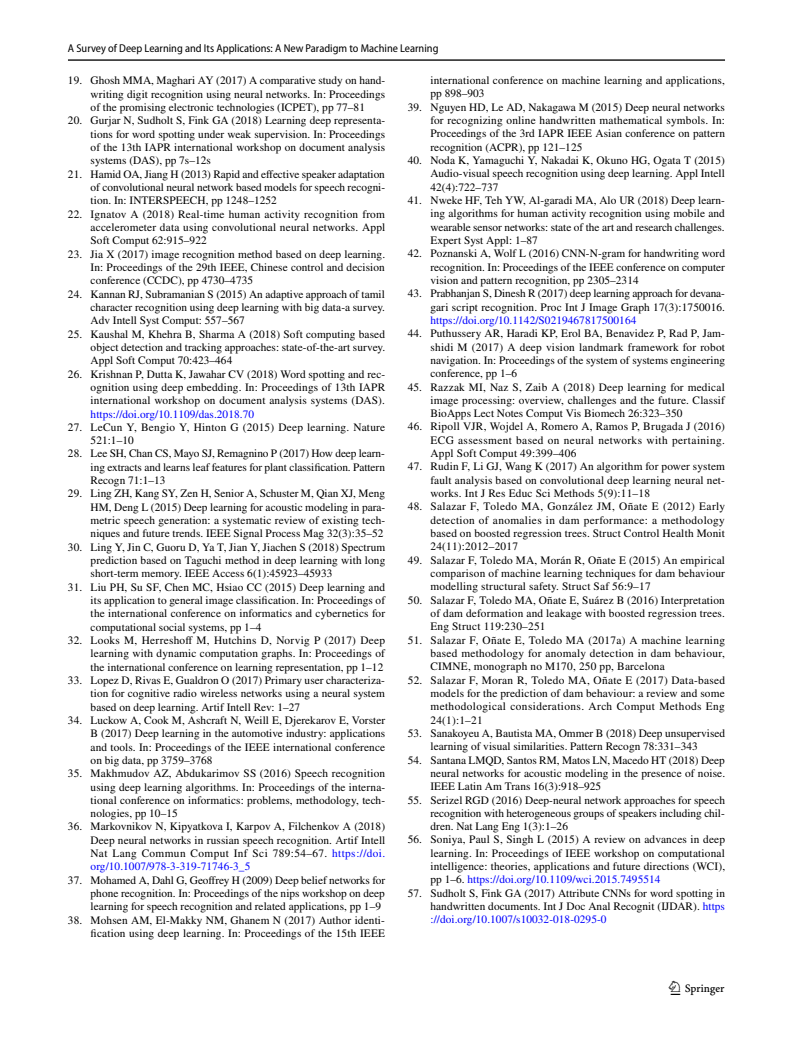 A Survey of Deep Learning and Its Applications: A New Paradigm to Machine Learning
19. Ghosh MMA, Maghari AY (2017) A comparative study on hand-
writing digit recognition using neural networks. In: Proceedings
of the promising electronic technologies (ICPET), pp 77–81
20. Gurjar N, Sudholt S, Fink GA (2018) Learning deep representa-
tions for word spotting under weak supervision. In: Proceedings
of the 13th IAPR international workshop on document analysis
systems (DAS), pp 7s–12s
21. Hamid OA, Jiang H (2013) Rapid and effective speaker adaptation
of convolutional neural network based models for speech recogni-
tion. In: INTERSPEECH, pp 1248–1252
22. Ignatov A (2018) Real-time human activity recognition from
accelerometer data using convolutional neural networks. Appl
Soft Comput 62:915–922
23. Jia X (2017) image recognition method based on deep learning.
In: Proceedings of the 29th IEEE, Chinese control and decision
conference (CCDC), pp 4730–4735
24. Kannan RJ, Subramanian S (2015) An adaptive approach of tamil
character recognition using deep learning with big data-a survey.
Adv Intell Syst Comput: 557–567
25. Kaushal M, Khehra B, Sharma A (2018) Soft computing based
object detection and tracking approaches: state-of-the-art survey.
Appl Soft Comput 70:423–464
26. Krishnan P, Dutta K, Jawahar CV (2018) Word spotting and rec-
ognition using deep embedding. In: Proceedings of 13th IAPR
international workshop on document analysis systems (DAS).
https://doi.org/10.1109/das.2018.70
27. LeCun Y, Bengio Y, Hinton G (2015) Deep learning. Nature
521:1–10
28. Lee SH, Chan CS, Mayo SJ, Remagnino P (2017) How deep learn-
ing extracts and learns leaf features for plant classification. Pattern
Recogn 71:1–13
29. Ling ZH, Kang SY, Zen H, Senior A, Schuster M, Qian XJ, Meng
HM, Deng L (2015) Deep learning for acoustic modeling in para-
metric speech generation: a systematic review of existing tech-
niques and future trends. IEEE Signal Process Mag 32(3):35–52
30. Ling Y, Jin C, Guoru D, Ya T, Jian Y, Jiachen S (2018) Spectrum
prediction based on Taguchi method in deep learning with long
short-term memory. IEEE Access 6(1):45923–45933
31. Liu PH, Su SF, Chen MC, Hsiao CC (2015) Deep learning and
its application to general image classification. In: Proceedings of
the international conference on informatics and cybernetics for
computational social systems, pp 1–4
32. Looks M, Herreshoff M, Hutchins D, Norvig P (2017) Deep
learning with dynamic computation graphs. In: Proceedings of
the international conference on learning representation, pp 1–12
33. Lopez D, Rivas E, Gualdron O (2017) Primary user characteriza-
tion for cognitive radio wireless networks using a neural system
based on deep learning. Artif Intell Rev: 1–27
34. Luckow A, Cook M, Ashcraft N, Weill E, Djerekarov E, Vorster
B (2017) Deep learning in the automotive industry: applications
and tools. In: Proceedings of the IEEE international conference
on big data, pp 3759–3768
35. Makhmudov AZ, Abdukarimov SS (2016) Speech recognition
using deep learning algorithms. In: Proceedings of the interna-
tional conference on informatics: problems, methodology, tech-
nologies, pp 10–15
36. Markovnikov N, Kipyatkova I, Karpov A, Filchenkov A (2018)
Deep neural networks in russian speech recognition. Artif Intell
Nat Lang Commun Comput Inf Sci 789:54–67. https://doi.
org/10.1007/978-3-319-71746-3_5
37. Mohamed A, Dahl G, Geoffrey H (2009) Deep belief networks for
phone recognition. In: Proceedings of the nips workshop on deep
learning for speech recognition and related applications, pp 1–9
38. Mohsen AM, El-Makky NM, Ghanem N (2017) Author identi-
fication using deep learning. In: Proceedings of the 15th IEEE
international conference on machine learning and applications,
pp 898–903
39. Nguyen HD, Le AD, Nakagawa M (2015) Deep neural networks
for recognizing online handwritten mathematical symbols. In:
Proceedings of the 3rd IAPR IEEE Asian conference on pattern
recognition (ACPR), pp 121–125
40. Noda K, Yamaguchi Y, Nakadai K, Okuno HG, Ogata T (2015)
Audio-visual speech recognition using deep learning. Appl Intell
42(4):722–737
41. Nweke HF, Teh YW, Al-garadi MA, Alo UR (2018) Deep learn-
ing algorithms for human activity recognition using mobile and
wearable sensor networks: state of the art and research challenges.
Expert Syst Appl: 1–87
42. Poznanski A, Wolf L (2016) CNN-N-gram for handwriting word
recognition. In: Proceedings of the IEEE conference on computer
vision and pattern recognition, pp 2305–2314
43. Prabhanjan S, Dinesh R (2017) deep learning approach for devana-
gari script recognition. Proc Int J Image Graph 17(3):1750016.
https://doi.org/10.1142/S0219467817500164
44. Puthussery AR, Haradi KP, Erol BA, Benavidez P, Rad P, Jam-
shidi M (2017) A deep vision landmark framework for robot
navigation. In: Proceedings of the system of systems engineering
conference, pp 1–6
45. Razzak MI, Naz S, Zaib A (2018) Deep learning for medical
image processing: overview, challenges and the future. Classif
BioApps Lect Notes Comput Vis Biomech 26:323–350
46. Ripoll VJR, Wojdel A, Romero A, Ramos P, Brugada J (2016)
ECG assessment based on neural networks with pertaining.
Appl Soft Comput 49:399–406
47. Rudin F, Li GJ, Wang K (2017) An algorithm for power system
fault analysis based on convolutional deep learning neural net-
works. Int J Res Educ Sci Methods 5(9):11–18
48. Salazar F, Toledo MA, González JM, Oñate E (2012) Early
detection of anomalies in dam performance: a methodology
based on boosted regression trees. Struct Control Health Monit
24(11):2012–2017
49. Salazar F, Toledo MA, Morán R, Oñate E (2015) An empirical
comparison of machine learning techniques for dam behaviour
modelling structural safety. Struct Saf 56:9–17
50. Salazar F, Toledo MA, Oñate E, Suárez B (2016) Interpretation
of dam deformation and leakage with boosted regression trees.
Eng Struct 119:230–251
51. Salazar F, Oñate E, Toledo MA (2017a) A machine learning
based methodology for anomaly detection in dam behaviour,
CIMNE, monograph no M170, 250 pp, Barcelona
52. Salazar F, Moran R, Toledo MA, Oñate E (2017) Data-based
models for the prediction of dam behaviour: a review and some
methodological considerations. Arch Comput Methods Eng
24(1):1–21
53. Sanakoyeu A, Bautista MA, Ommer B (2018) Deep unsupervised
learning of visual similarities. Pattern Recogn 78:331–343
54. Santana LMQD, Santos RM, Matos LN, Macedo HT (2018) Deep
neural networks for acoustic modeling in the presence of noise.
IEEE Latin Am Trans 16(3):918–925
55. Serizel RGD (2016) Deep-neural network approaches for speech
recognition with heterogeneous groups of speakers including chil-
dren. Nat Lang Eng 1(3):1–26
56. Soniya, Paul S, Singh L (2015) A review on advances in deep
learning. In: Proceedings of IEEE workshop on computational
intelligence: theories, applications and future directions (WCI),
pp 1–6. https://doi.org/10.1109/wci.2015.7495514
57. Sudholt S, Fink GA (2017) Attribute CNNs for word spotting in
handwritten documents. Int J Doc Anal Recognit (IJDAR). https
://doi.org/10.1007/s10032-018-0295-0
Springer